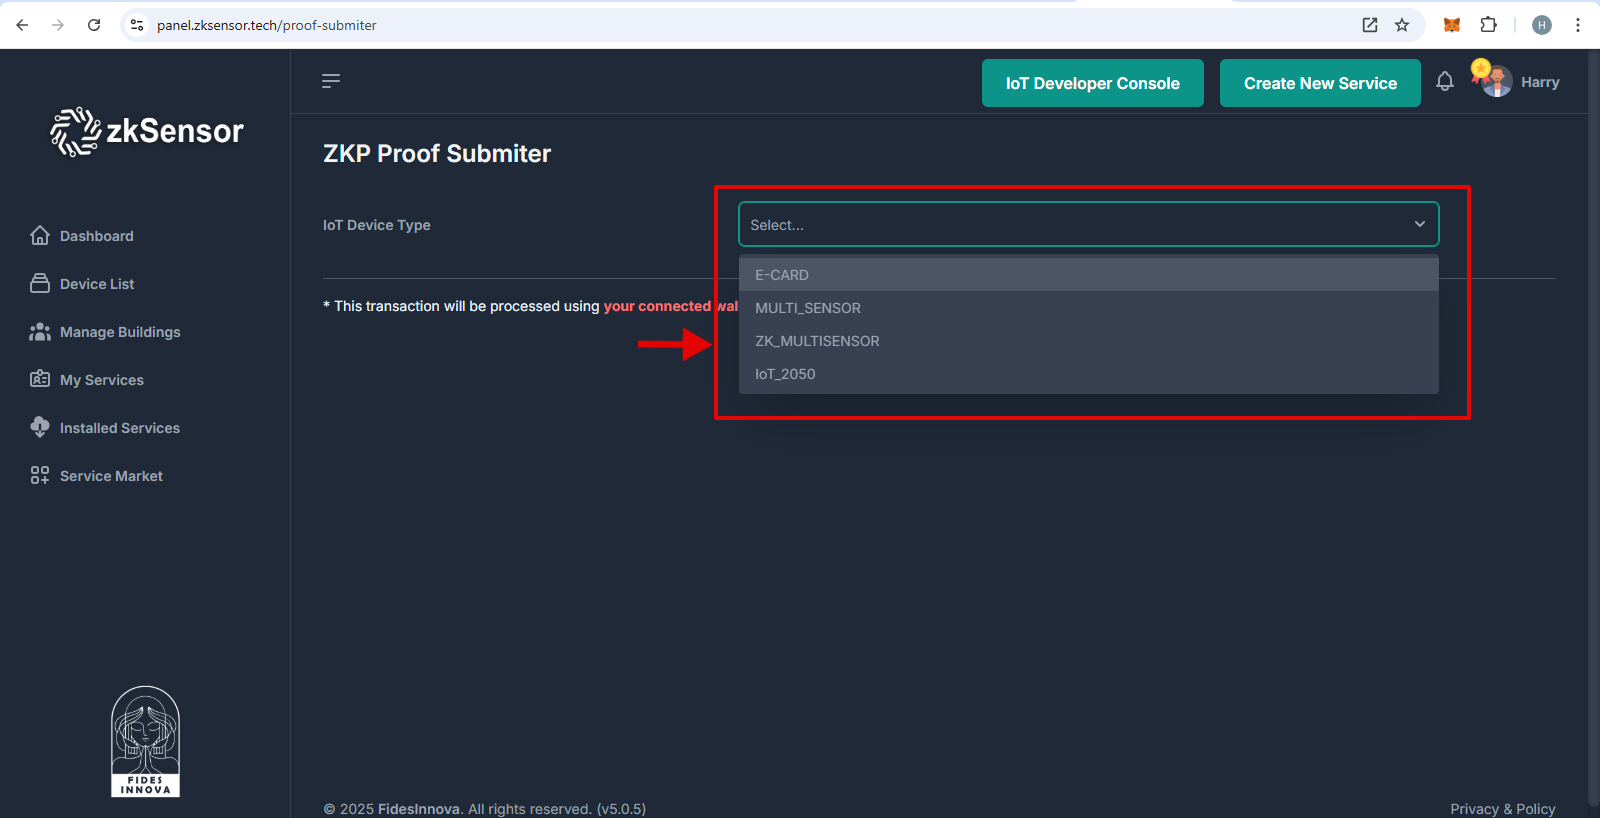 panel.zksensor.tech/proof-submiter
H
zkSensor
IoT Developer Console
Create New Service
Harry
ZKP Proof Submiter
Dashboard
Device List
Manage Buildings
My Services
Installed Services
Service Market
IoT Device Type
Select...
E-CARD
MULTI_SENSOR
ZK_MULTISENSOR
IoT_2050
* This transaction will be processed using your connected wal
FIDES
INNOVA
© 2025 FidesInnova. All rights reserved. (v5.0.5)
Privacy & Policy